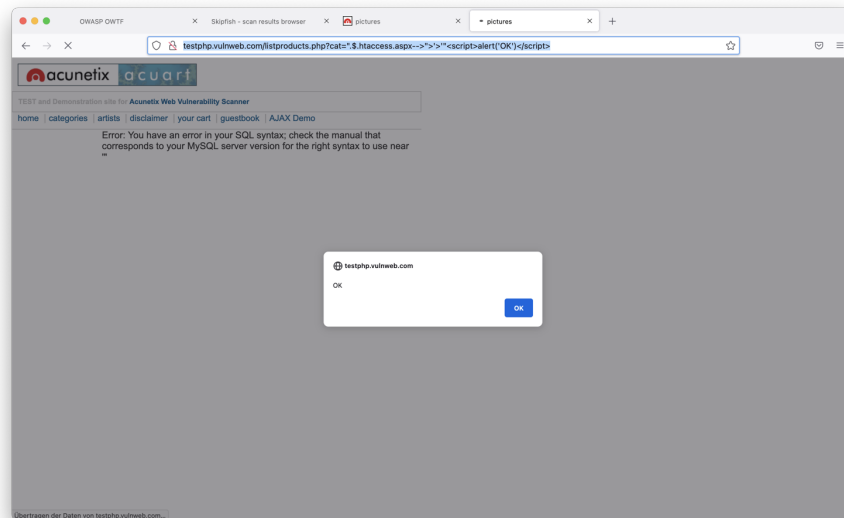 OWASP OWTF
Skipfish - scan results browser
pictures
pictures
testphp.vulnweb.com/listproducts.php?cat=".$.htaccess.aspx-->">'>'"<script>alert('OK')</script>
acunetix acuart
TEST and Demonstration site for Acunetix Web Vulnerability Scanner
home | categories | artists | disclaimer | your cart | guestbook | AJAX Demo
Error: You have an error in your SQL syntax; check the manual that
corresponds to your MySQL server version for the right syntax to use near
'"
testphp.vulnweb.com
OK
OK
Übertragen der Daten von testphp.vulnweb.com...